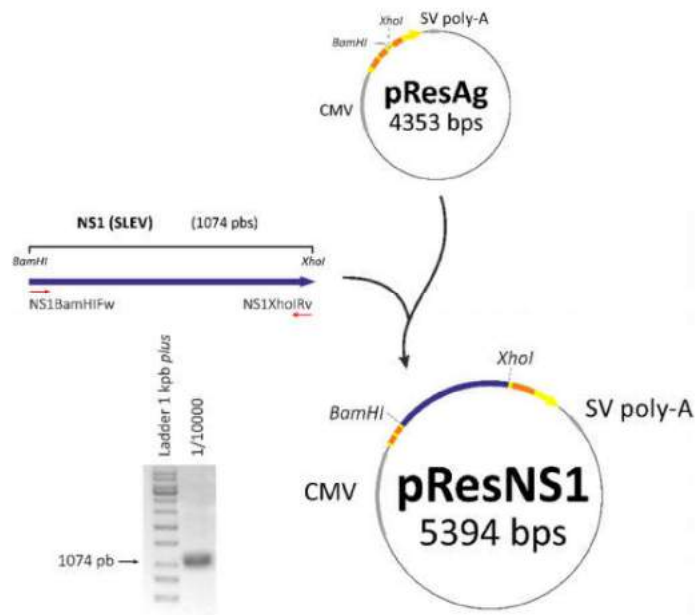 XhoI
SV poly-A
BamHI
CMV
pResAg
4353 bps
NS1 (SLEV) (1074 pbs)
BamHI
XhoI
NS1BamHIFw
NS1XhoIRv
Ladder 1 kpb plus
1/10000
1074 pb
XhoI
BamHI
SV poly-A
CMV
pResNS1
5394 bps